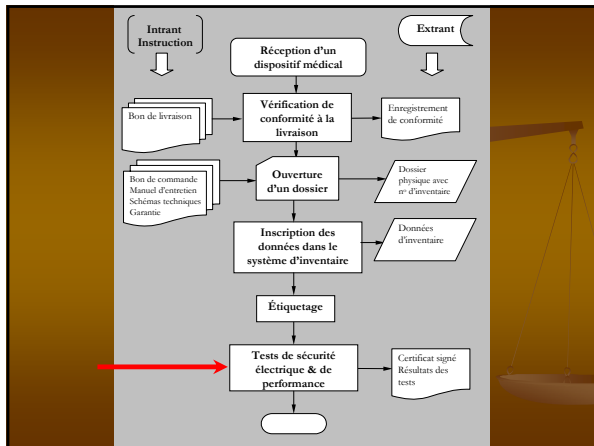 Intrant
Instruction
Extrant
Réception d'un
dispositif médical
Bon de livraison
Vérification de
conformité à la
livraison
Enregistrement
de conformité
Bon de commande
Manuel d'entretien
Schémas techniques
Garantie
Ouverture
d'un dossier
Dossier
physique avec
nº d'inventaire
Inscription des
données dans le
système d'inventaire
Données
d'inventaire
Étiquetage
Tests de sécurité
électrique & de
performance
Certificat signé
Résultats des
tests